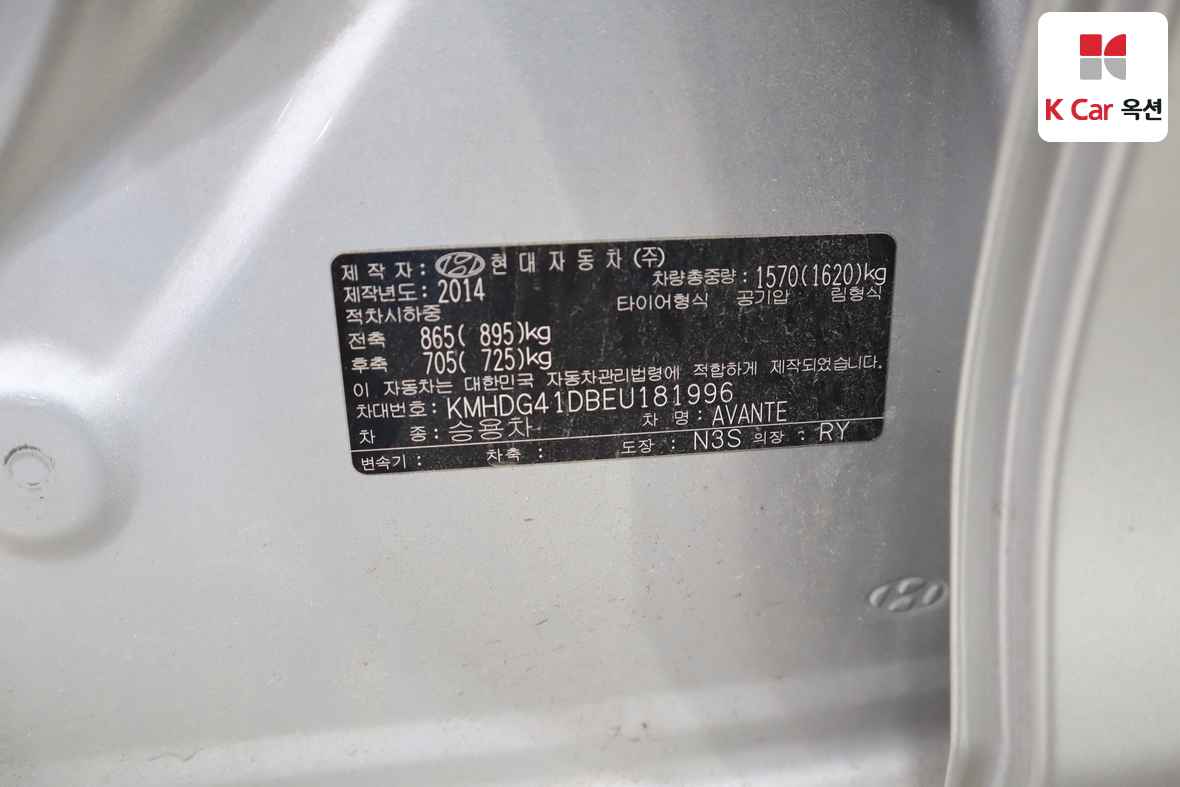 K Car 옥션
제작자: 현대자동차(주)
제작년도: 2014 차량총중량: 1570(1620)kg
적차시하중 타이어형식 공기압 림형식
전축 865( 895)kg
후축 705( 725)kg
이 자동차는 대한민국 자동차관리법령에 적합하게 제작되었습니다.
차대번호: KMHDG41DBEU181996
차 종: 승용차 차 명: AVANTE
변속기: 차축: 도장: N3S 의장: RY